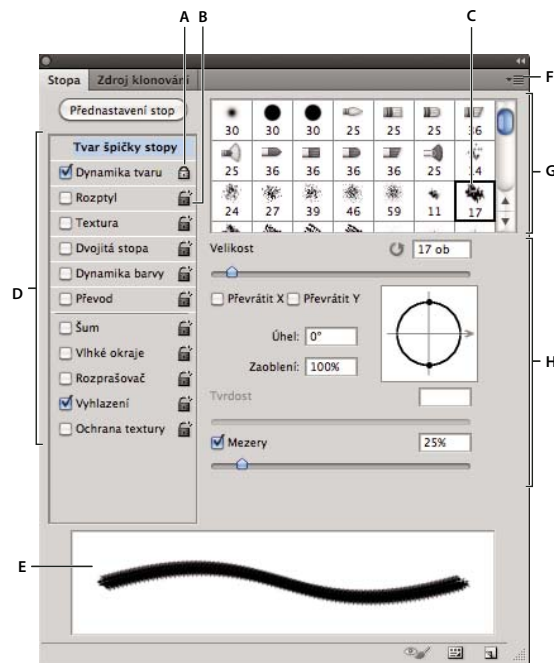 A B C
Stopa Zdroj klonování
F
Přednastavení stop
30 30 30 25 25 25 36
Tvar špičky stopy
Dynamika tvaru
25 36 36 36 36 25 14
G
Rozptyl
24 27 39 46 59 11 17
Textura
Dvojitá stopa
Velikost 17 ob
Dynamika barvy
D
Převod
Převrátit X Převrátit Y
Šum
Úhel: 0°
Vlhké okraje
H
Rozprašovač
Zaoblení: 100%
Vyhlazení
Tvrdost
Ochrana textury
Mezery 25%
E